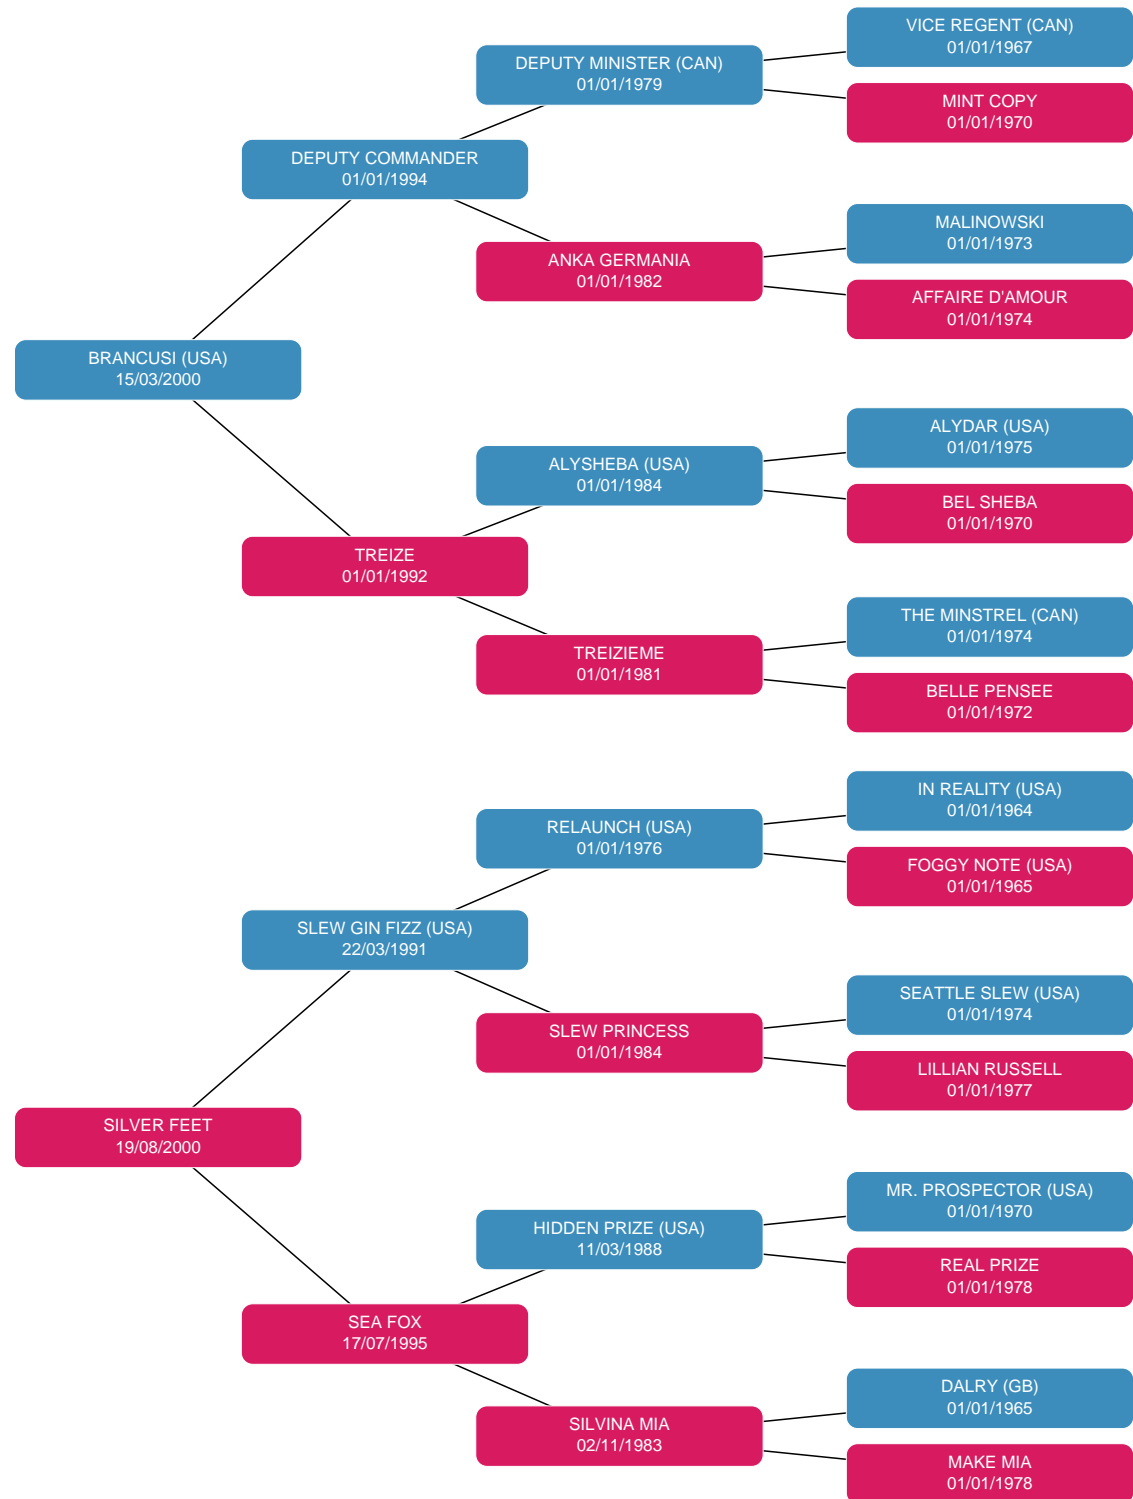 VICE REGENT (CAN)
01/01/1967
DEPUTY MINISTER (CAN)
01/01/1979
MINT COPY
01/01/1970
DEPUTY COMMANDER
01/01/1994
MALINOWSKI
01/01/1973
ANKA GERMANIA
01/01/1982
AFFAIRE D'AMOUR
01/01/1974
BRANCUSI (USA)
15/03/2000
ALYDAR (USA)
01/01/1975
ALYSHEBA (USA)
01/01/1984
BEL SHEBA
01/01/1970
TREIZE
01/01/1992
THE MINSTREL (CAN)
01/01/1974
TREIZIEME
01/01/1981
BELLE PENSEE
01/01/1972
IN REALITY (USA)
01/01/1964
RELAUNCH (USA)
01/01/1976
FOGGY NOTE (USA)
01/01/1965
SLEW GIN FIZZ (USA)
22/03/1991
SEATTLE SLEW (USA)
01/01/1974
SLEW PRINCESS
01/01/1984
LILLIAN RUSSELL
01/01/1977
SILVER FEET
19/08/2000
MR. PROSPECTOR (USA)
01/01/1970
HIDDEN PRIZE (USA)
11/03/1988
REAL PRIZE
01/01/1978
SEA FOX
17/07/1995
DALRY (GB)
01/01/1965
SILVINA MIA
02/11/1983
MAKE MIA
01/01/1978